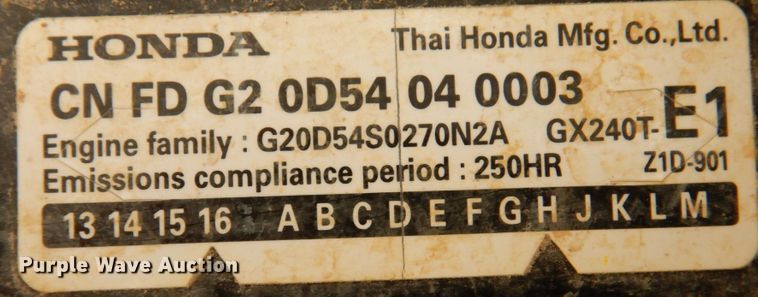 HONDA Thai Honda Mfg. Co.,Ltd.
CN FD G2 0D54 04 0003
Engine family : G20D54S0270N2A GX240T-E1
Emissions compliance period : 250HR Z1D-901
13 14 15 16 A B C D E F G H J K L M
Purple Wave Auction